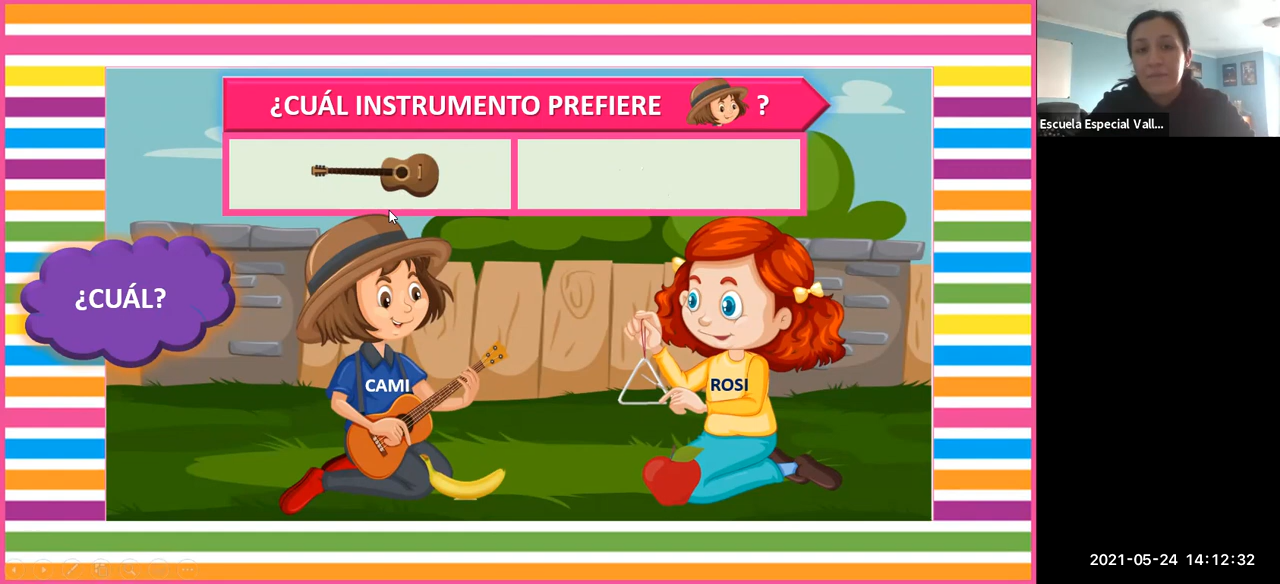 ¿CUÁL INSTRUMENTO PREFIERE ?
¿CUÁL?
CAMI
ROSI
Escuela Especial Vall...
2021-05-24 14:12:32